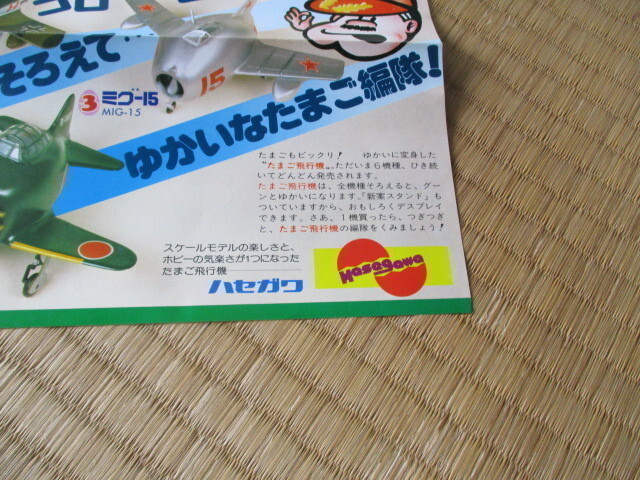 コロ
そろえて…
15
③ミグー15
MIG-15
ゆかいなたまご編隊!
たまごもビックリ! ゆかいに変身した
"たまご飛行機"。ただいま6機種、ひき続
いてどんどん発売されます。
たまご飛行機は、全機種そろえると、グー
ンとゆかいになります。「新案スタンド」も
ついていますから、おもしろくデスプレイ
できます。さあ、1機買ったら、つぎつぎ
と、たまご飛行機の編隊をくみましょう!
スケールモデルの楽しさと、
ホビーの気楽さが1つになった
たまご飛行機──
ハセガワ
Hasegawa